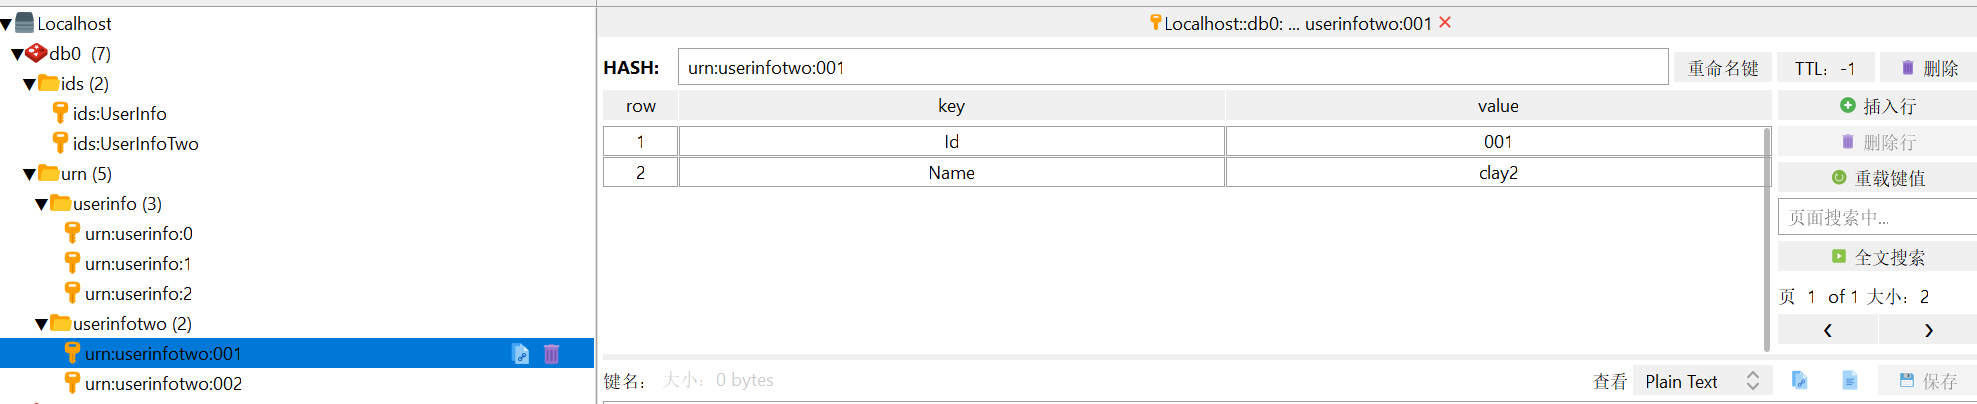 Localhost
db0 (7)
ids (2)
ids:UserInfo
ids:UserInfoTwo
urn (5)
userinfo (3)
urn:userinfo:0
urn:userinfo:1
urn:userinfo:2
userinfotwo (2)
urn:userinfotwo:001
urn:userinfotwo:002
Localhost::db0: ... userinfotwo:001
HASH: urn:userinfotwo:001 重命名键 TTL: -1 删除
row key value
1 Id 001
2 Name clay2
插入行
删除行
重载键值
页面搜索中...
全文搜索
页 1 of 1 大小: 2
键名: 大小: 0 bytes 查看 Plain Text 保存